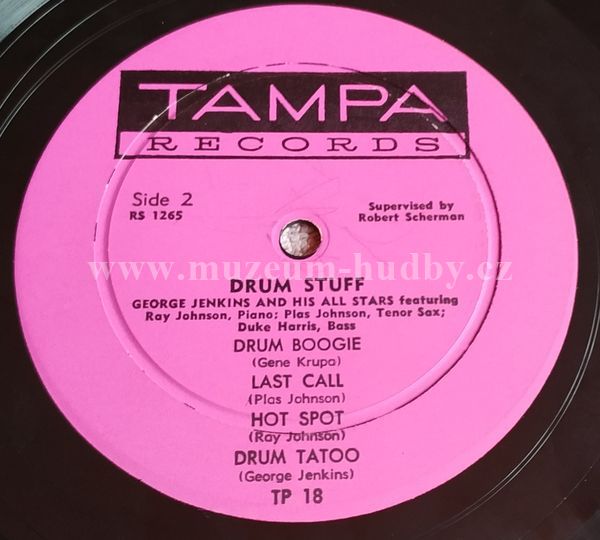 TAMPA
RECORDS
Side 2
RS 1265
Supervised by
Robert Scherman
www.muzeum-hudby.cz
DRUM STUFF
GEORGE JENKINS AND HIS ALL STARS featuring
Ray Johnson, Piano; Plas Johnson, Tenor Sax;
Duke Harris, Bass
DRUM BOOGIE
(Gene Krupa)
LAST CALL
(Plas Johnson)
HOT SPOT
(Ray Johnson)
DRUM TATOO
(George Jenkins)
TP 18